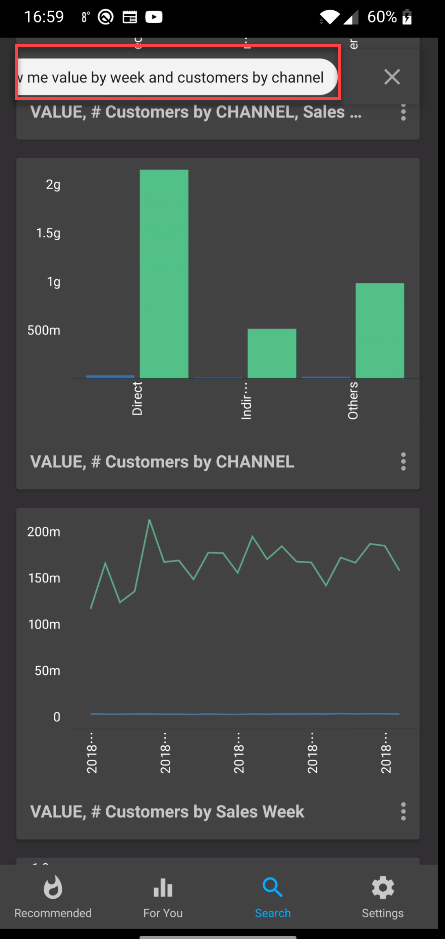 16:59 8° 60%
w me value by week and customers by channel
VALUE, # Customers by CHANNEL, Sales ...
2g
1.5g
1g
500m
Direct
Indir...
Others
VALUE, # Customers by CHANNEL
200m
150m
100m
50m
0
2018...
2018...
2018...
2018...
2018...
VALUE, # Customers by Sales Week
Recommended
For You
Search
Settings